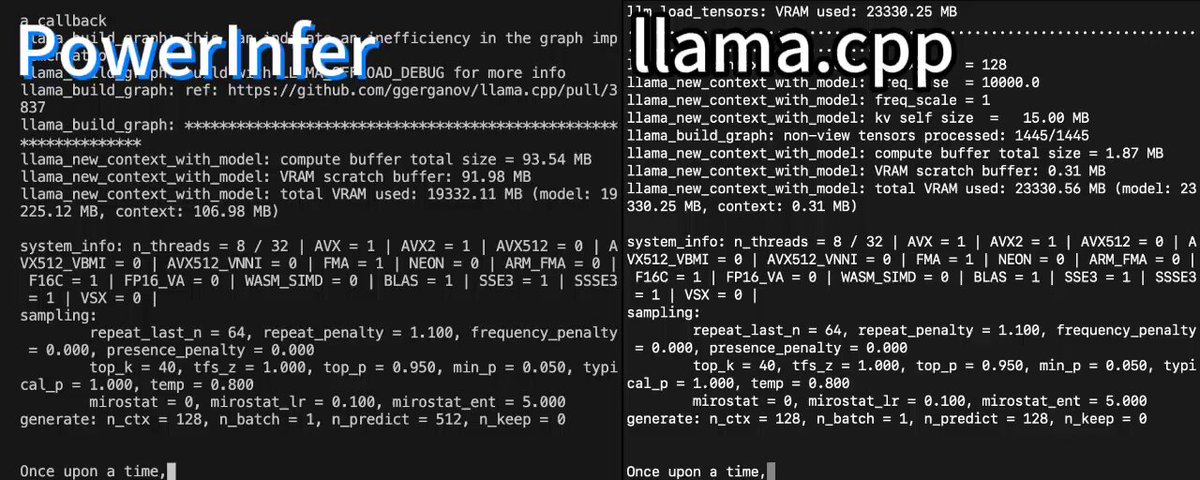 a callback
llama_build_graph: this can indicate an inefficiency in the graph imp
PowerInfer
llama_build_graph: build with LLAMA_OFFLOAD_DEBUG for more info
llama_build_graph: ref: https://github.com/ggerganov/llama.cpp/pull/3
837
llama_build_graph: *************************************************
**************
llama_new_context_with_model: compute buffer total size = 93.54 MB
llama_new_context_with_model: VRAM scratch buffer: 91.98 MB
llama_new_context_with_model: total VRAM used: 19332.11 MB (model: 19
225.12 MB, context: 106.98 MB)
system_info: n_threads = 8 / 32 | AVX = 1 | AVX2 = 1 | AVX512 = 0 | A
VX512_VBMI = 0 | AVX512_VNNI = 0 | FMA = 1 | NEON = 0 | ARM_FMA = 0 |
F16C = 1 | FP16_VA = 0 | WASM_SIMD = 0 | BLAS = 1 | SSE3 = 1 | SSSE3
= 1 | VSX = 0 |
sampling:
repeat_last_n = 64, repeat_penalty = 1.100, frequency_penalty
= 0.000, presence_penalty = 0.000
top_k = 40, tfs_z = 1.000, top_p = 0.950, min_p = 0.050, typi
cal_p = 1.000, temp = 0.800
mirostat = 0, mirostat_lr = 0.100, mirostat_ent = 5.000
generate: n_ctx = 128, n_batch = 1, n_predict = 512, n_keep = 0
Once upon a time,
llm_load_tensors: VRAM used: 23330.25 MB
llama.cpp
= 128
llama_new_context_with_model: freq_base = 10000.0
llama_new_context_with_model: freq_scale = 1
llama_new_context_with_model: kv self size = 15.00 MB
llama_build_graph: non-view tensors processed: 1445/1445
llama_new_context_with_model: compute buffer total size = 1.87 MB
llama_new_context_with_model: VRAM scratch buffer: 0.31 MB
llama_new_context_with_model: total VRAM used: 23330.56 MB (model: 23
330.25 MB, context: 0.31 MB)
system_info: n_threads = 8 / 32 | AVX = 1 | AVX2 = 1 | AVX512 = 0 | A
VX512_VBMI = 0 | AVX512_VNNI = 0 | FMA = 1 | NEON = 0 | ARM_FMA = 0 |
F16C = 1 | FP16_VA = 0 | WASM_SIMD = 0 | BLAS = 1 | SSE3 = 1 | SSSE3
= 1 | VSX = 0 |
sampling:
repeat_last_n = 64, repeat_penalty = 1.100, frequency_penalty
= 0.000, presence_penalty = 0.000
top_k = 40, tfs_z = 1.000, top_p = 0.950, min_p = 0.050, typi
cal_p = 1.000, temp = 0.800
mirostat = 0, mirostat_lr = 0.100, mirostat_ent = 5.000
generate: n_ctx = 128, n_batch = 1, n_predict = 128, n_keep = 0
Once upon a time,